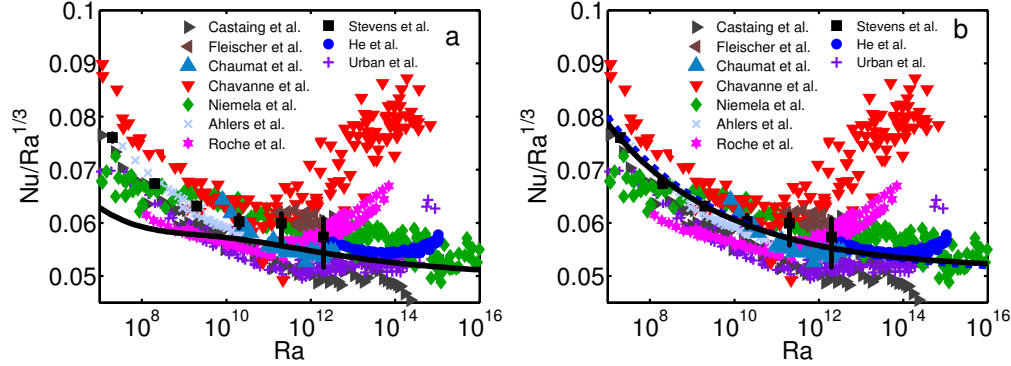 Castaing et al.
Fleischer et al.
Chaumat et al.
Chavanne et al.
Niemela et al.
Ahlers et al.
Roche et al.
Stevens et al.
He et al.
Urban et al.
a
0.1
0.09
0.08
0.07
0.06
0.05
Nu/Ra^{1/3}
10^8
10^{10}
10^{12}
10^{14}
10^{16}
Ra
Castaing et al.
Fleischer et al.
Chaumat et al.
Chavanne et al.
Niemela et al.
Ahlers et al.
Roche et al.
Stevens et al.
He et al.
Urban et al.
b
0.1
0.09
0.08
0.07
0.06
0.05
Nu/Ra^{1/3}
10^8
10^{10}
10^{12}
10^{14}
10^{16}
Ra